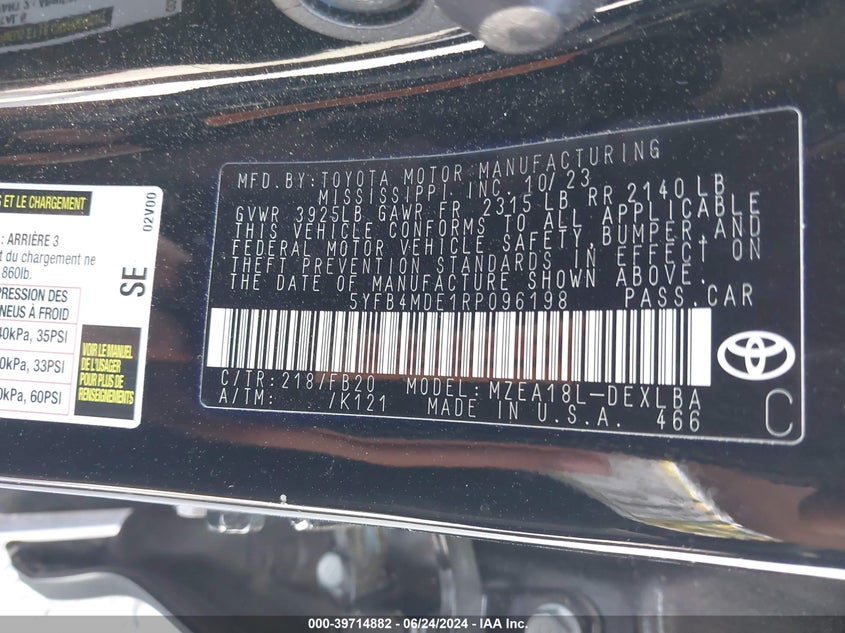 S ET LE CHARGEMENT
: ARRIÈRE 3
t du chargement ne
860lb.
PRESSION DES
NEUS À FROID
40kPa, 35PSI
0kPa, 33PSI
0kPa, 60PSI
VOIR LE MANUEL
DE L'USAGER
POUR PLUS DE
RENSEIGNEMENTS
SE
02V00
MFD.BY:TOYOTA MOTOR MANUFACTURING
MISSISSIPPI, INC. 10/23
GVWR 3925LB GAWR FR 2315 LB RR 2140 LB
THIS VEHICLE CONFORMS TO ALL APPLICABLE
FEDERAL MOTOR VEHICLE SAFETY,BUMPER,AND
THEFT PREVENTION STANDARDS IN EFFECT ON
THE DATE OF MANUFACTURE SHOWN ABOVE.
5YFB4MDE1RP096198 PASS.CAR
C/TR:218/FB20 MODEL:MZEA18L-DEXLBA
A/TM: /K121 MADE IN U.S.A. 466
C
000-39714882 - 06/24/2024 - IAA Inc.